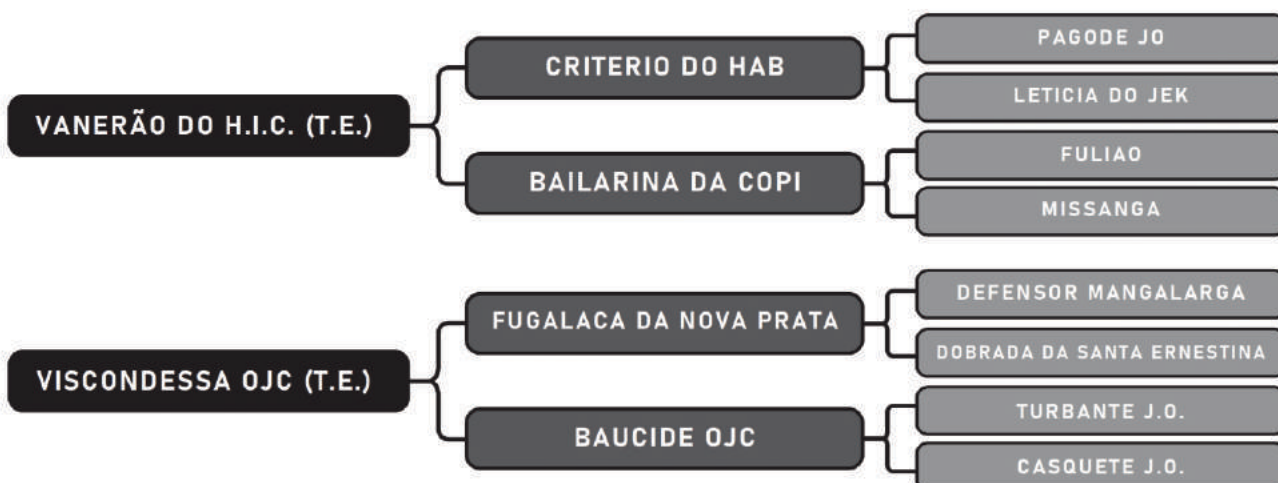 VANERÃO DO H.I.C. (T.E.)
CRITERIO DO HAB
PAGODE JO
LETICIA DO JEK
BAILARINA DA COPI
FULIAO
MISSANGA
VISCONDESSA OJC (T.E.)
FUGALACA DA NOVA PRATA
DEFENSOR MANGALARGA
DOBRADA DA SANTA ERNESTINA
BAUCIDE OJC
TURBANTE J.O.
CASQUETE J.O.